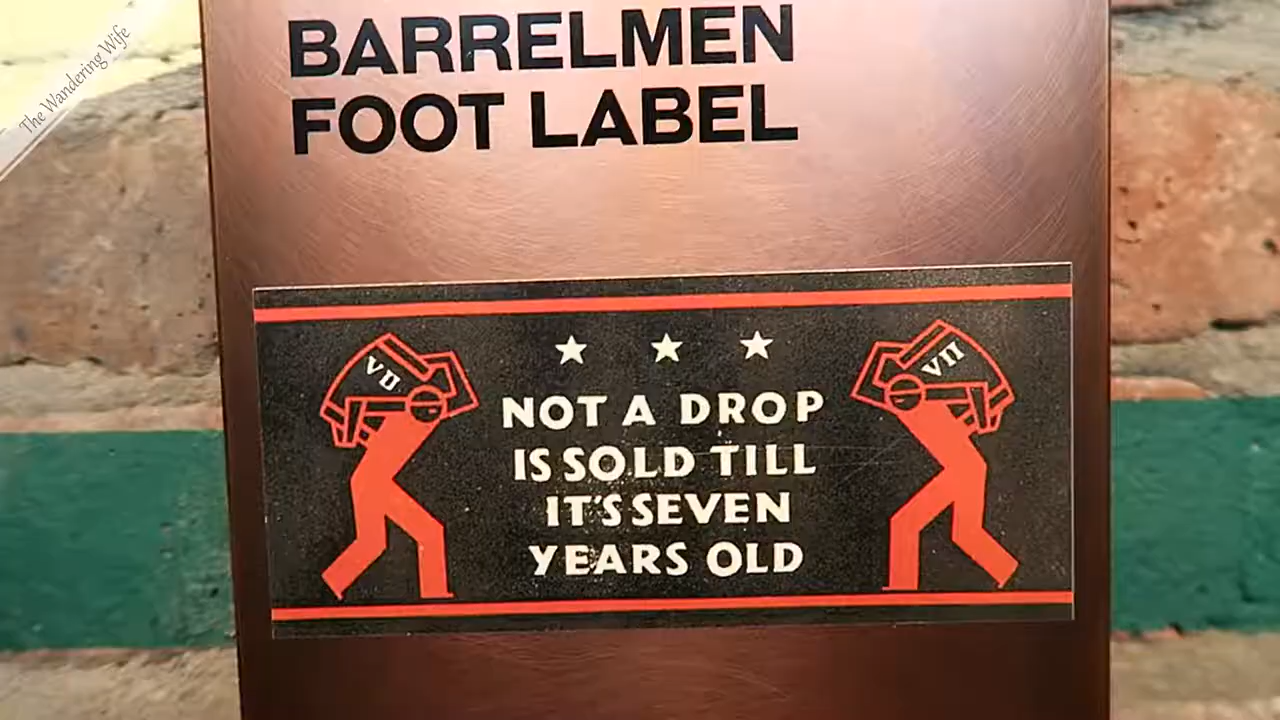 The Wandering Wife
BARRELMEN
FOOT LABEL
VII
VII
NOT A DROP
IS SOLD TILL
IT'S SEVEN
YEARS OLD